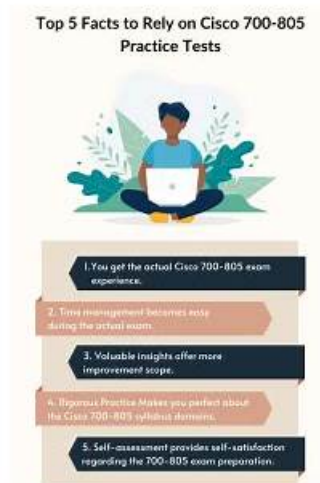 Top 5 Facts to Rely on Cisco 700-805
Practice Tests
1.You get the actual Cisco 700-805 exam
experience.
2. Time management becomes easy
during the actual exam.
3. Valuable insights offer more
improvement scope.
4. Rigorous Practice Makes you perfect about
the Cisco 700-805 syllabus domains.
5. Self-assessment provides self-satisfaction
regarding the 700-805 exam preparation.